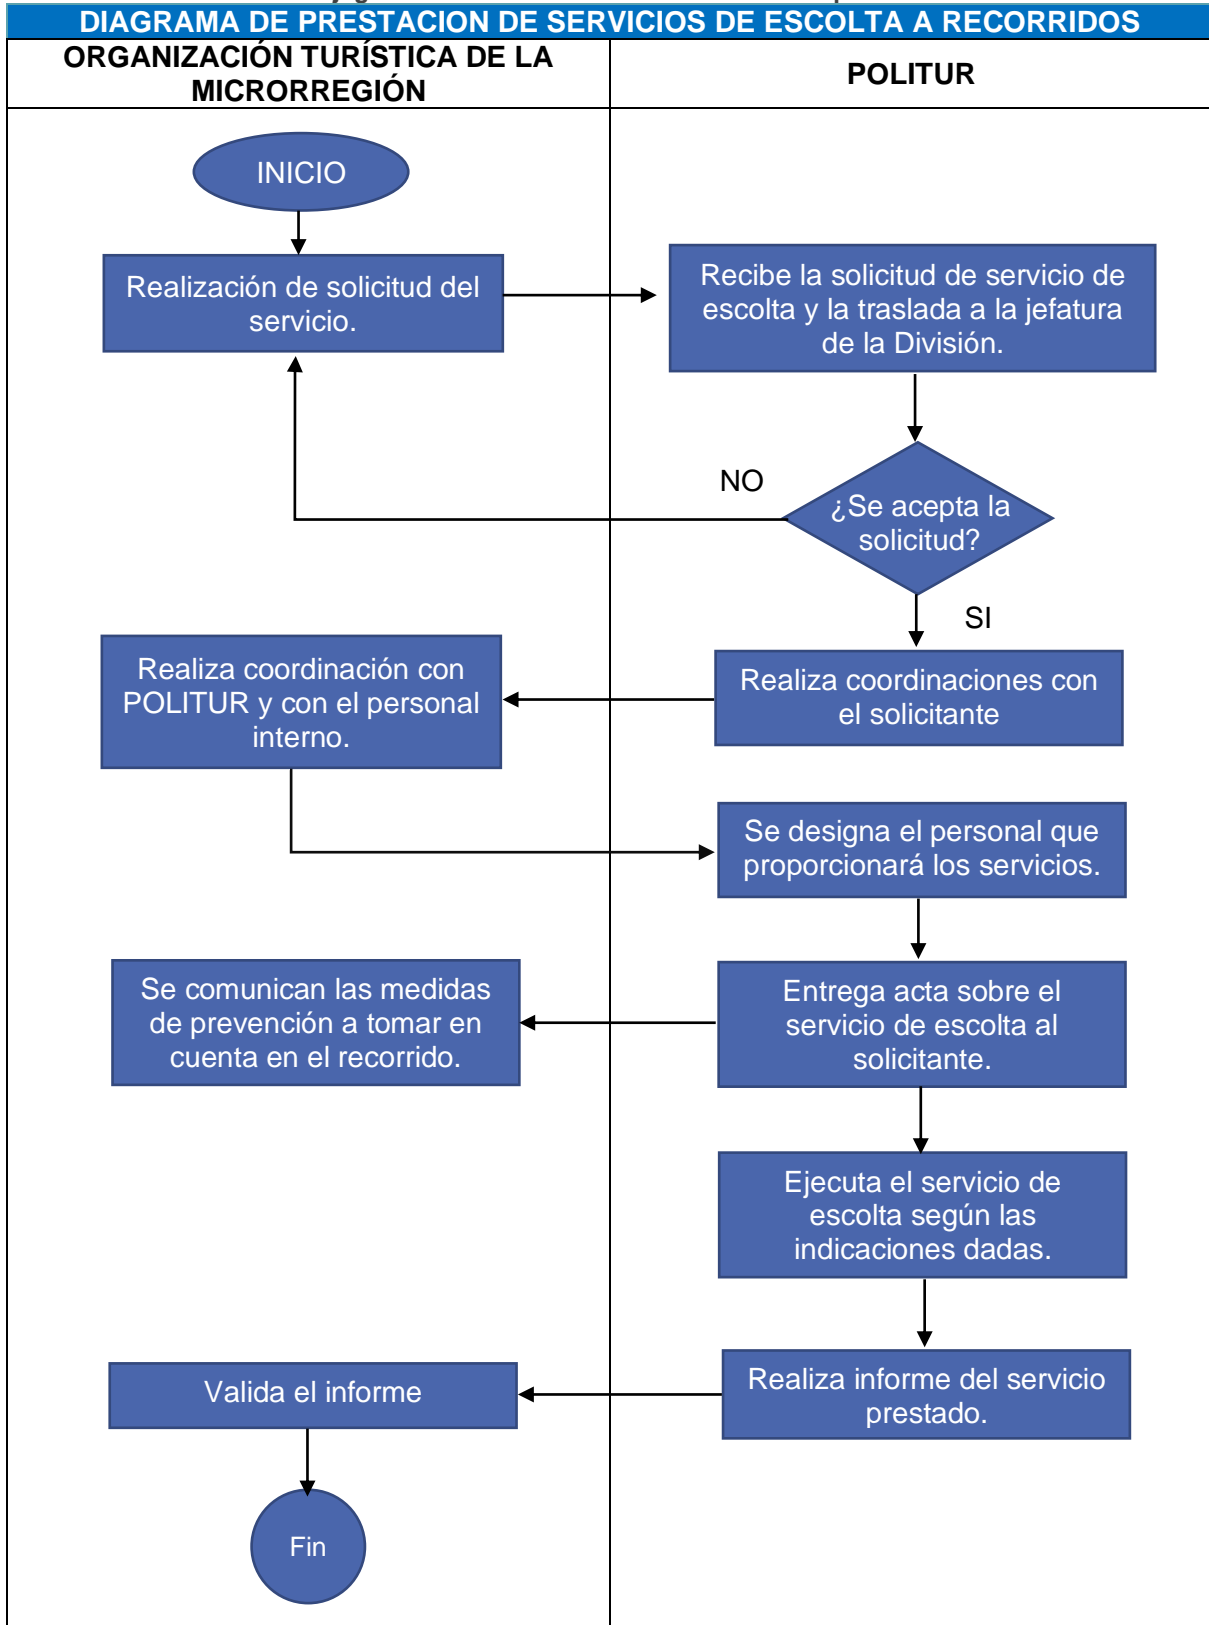 DIAGRAMA DE PRESTACION DE SERVICIOS DE ESCOLTA A RECORRIDOS
ORGANIZACIÓN TURÍSTICA DE LA
MICRORREGIÓN
POLITUR
INICIO
Realización de solicitud del
servicio.
Recibe la solicitud de servicio de
escolta y la traslada a la jefatura
de la División.
NO
¿Se acepta la
solicitud?
SI
Realiza coordinaciones con
el solicitante
Realiza coordinación con
POLITUR y con el personal
interno.
Se designa el personal que
proporcionará los servicios.
Entrega acta sobre el
servicio de escolta al
solicitante.
Se comunican las medidas
de prevención a tomar en
cuenta en el recorrido.
Ejecuta el servicio de
escolta según las
indicaciones dadas.
Realiza informe del servicio
prestado.
Valida el informe
Fin